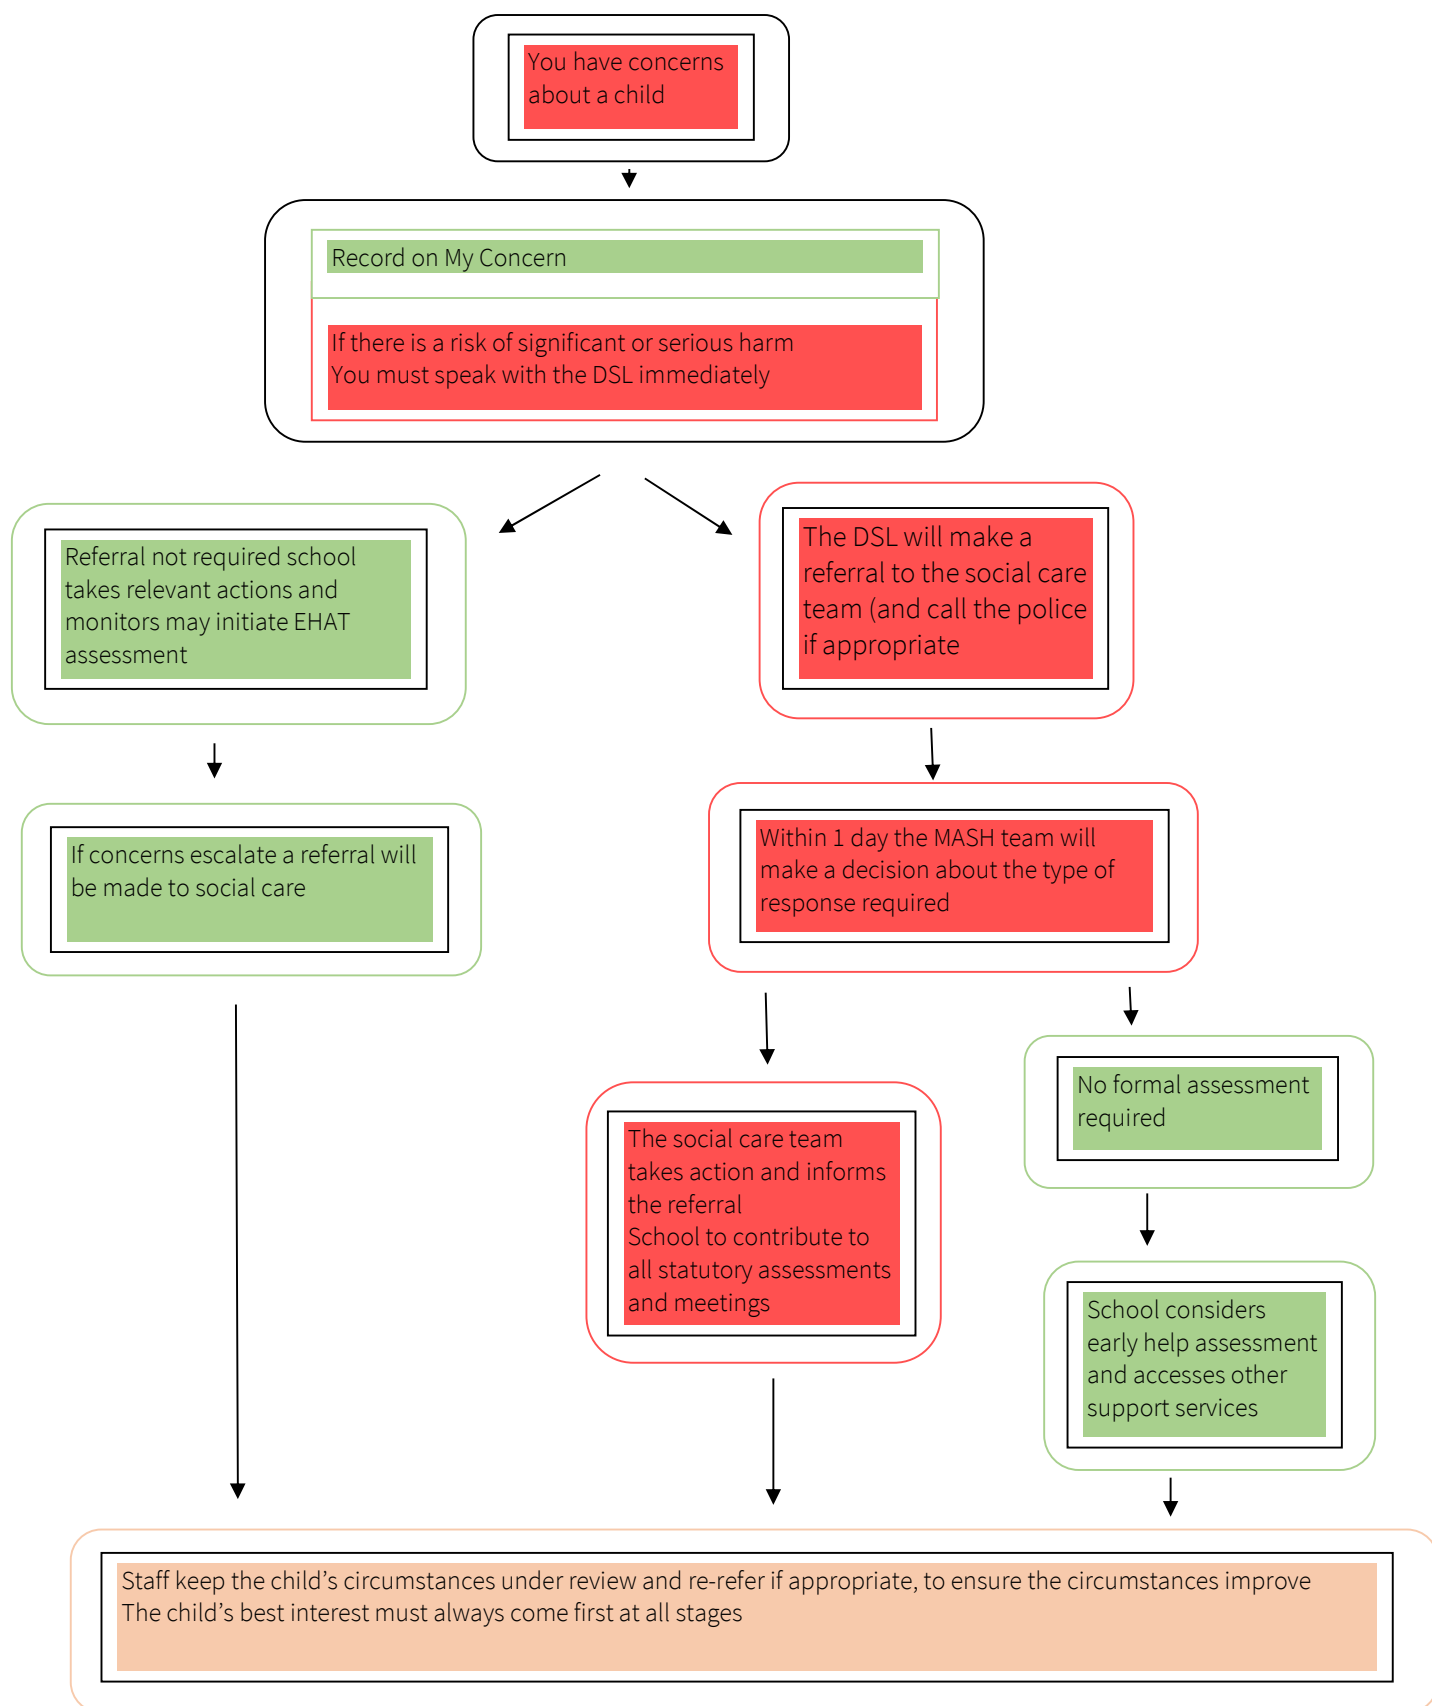 You have concerns
about a child
Record on My Concern
If there is a risk of significant or serious harm
You must speak with the DSL immediately
Referral not required school
takes relevant actions and
monitors may initiate EHAT
assessment
The DSL will make a
referral to the social care
team (and call the police
if appropriate
If concerns escalate a referral will
be made to social care
Within 1 day the MASH team will
make a decision about the type of
response required
The social care team
takes action and informs
the referral
School to contribute to
all statutory assessments
and meetings
No formal assessment
required
School considers
early help assessment
and accesses other
support services
Staff keep the child’s circumstances under review and re-refer if appropriate, to ensure the circumstances improve
The child’s best interest must always come first at all stages